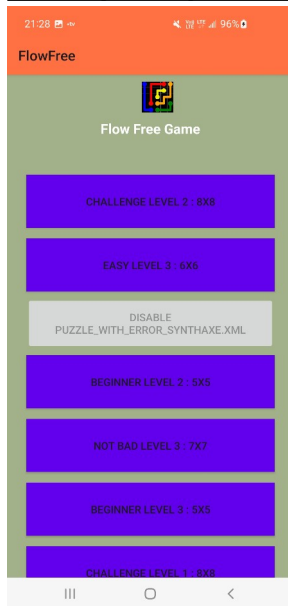 21:28 96%
FlowFree
Flow Free Game
CHALLENGE LEVEL 2 : 8X8
EASY LEVEL 3 : 6X6
DISABLE
PUZZLE_WITH_ERROR_SYNTHAXE.XML
BEGINNER LEVEL 2 : 5X5
NOT BAD LEVEL 3 : 7X7
BEGINNER LEVEL 3 : 5X5
CHALLENGE LEVEL 1 : 8X8